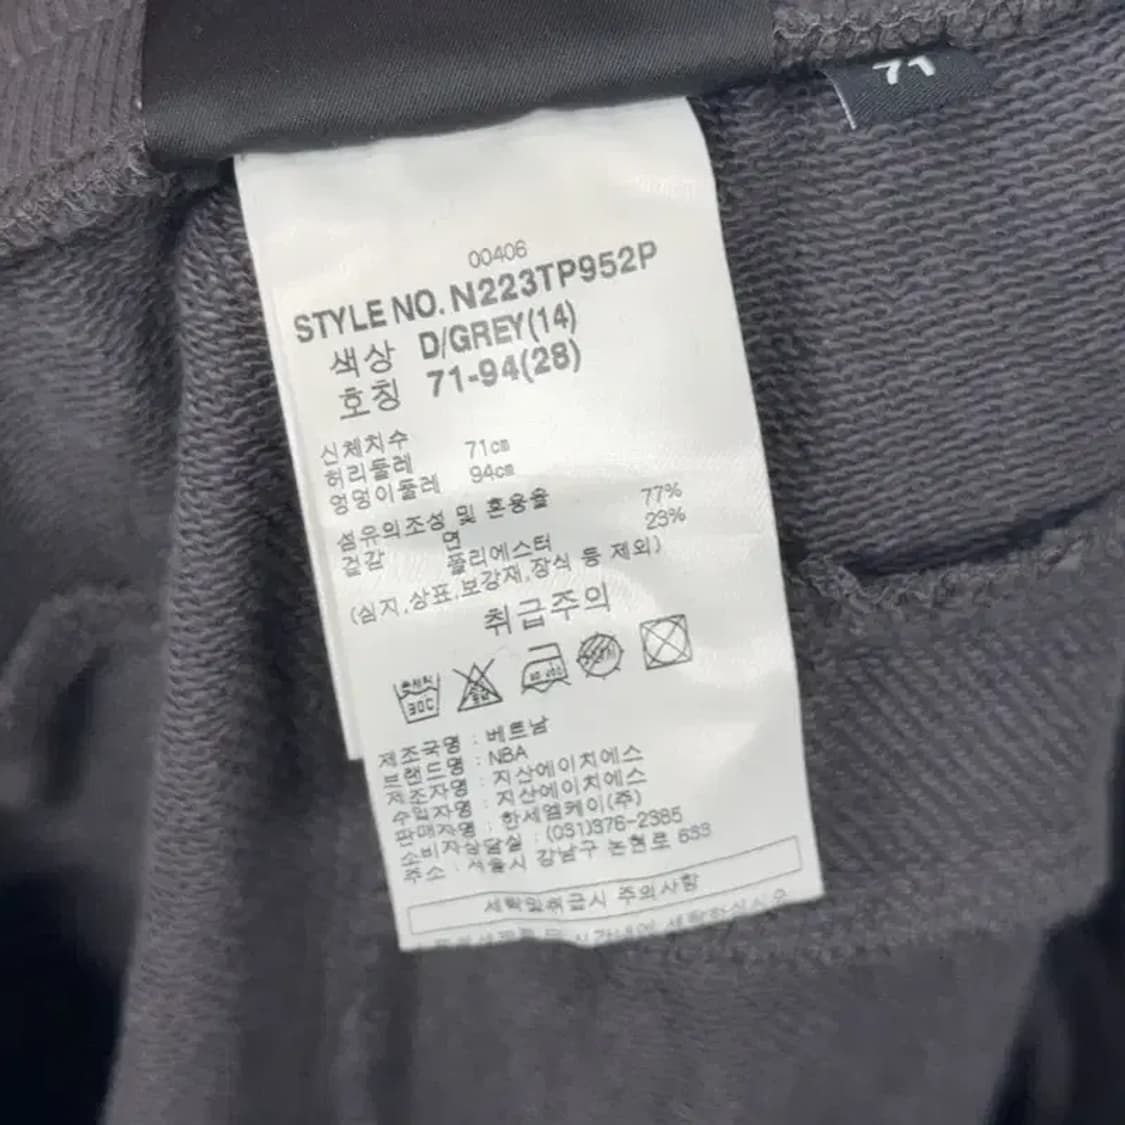 71
00406
STYLE NO. N223TP952P
색상 D/GREY(14)
호칭 71-94(28)
신체치수
허리둘레 71cm
엉덩이둘레 94cm
섬유의조성 및 혼용율
겉감 면 77%
폴리에스터 23%
(심지,상표,보강재,장식 등 제외)
취급주의
30C
제조국명 : 베트남
브랜드명 : NBA
제조자명 : 지산에이치에스
수입자명 : 지산에이치에스
판매자명 : 한세엠케이(주)
소비자상담실 : (031)376-2385
주소 : 서울시 강남구 논현로 633
세탁및취급시 주의사항